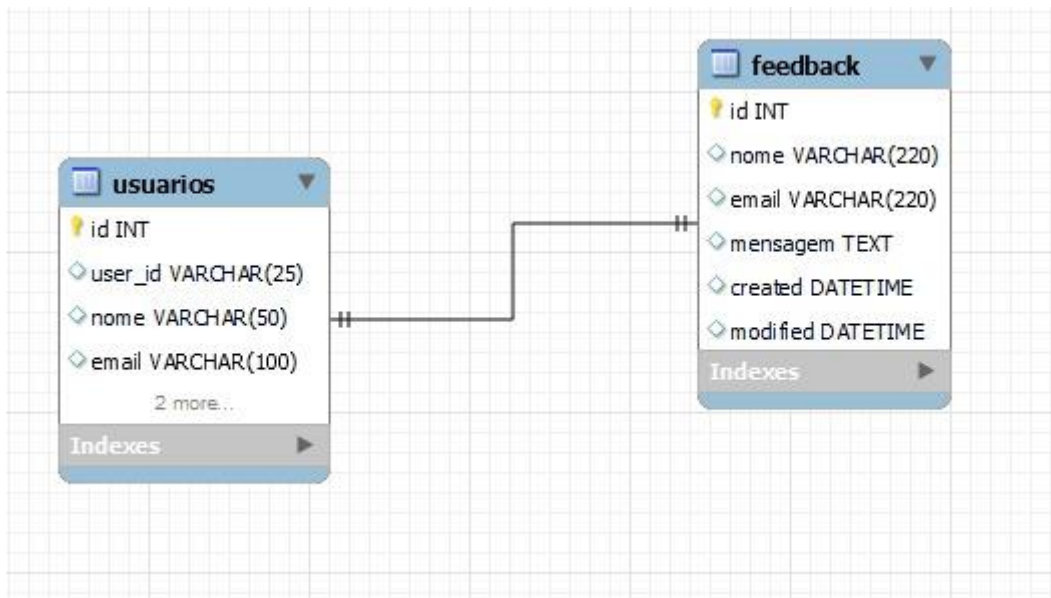 usuarios
id INT
user_id VARCHAR(25)
nome VARCHAR(50)
email VARCHAR(100)
2 more...
Indexes
feedback
id INT
nome VARCHAR(220)
email VARCHAR(220)
mensagem TEXT
created DATETIME
modified DATETIME
Indexes